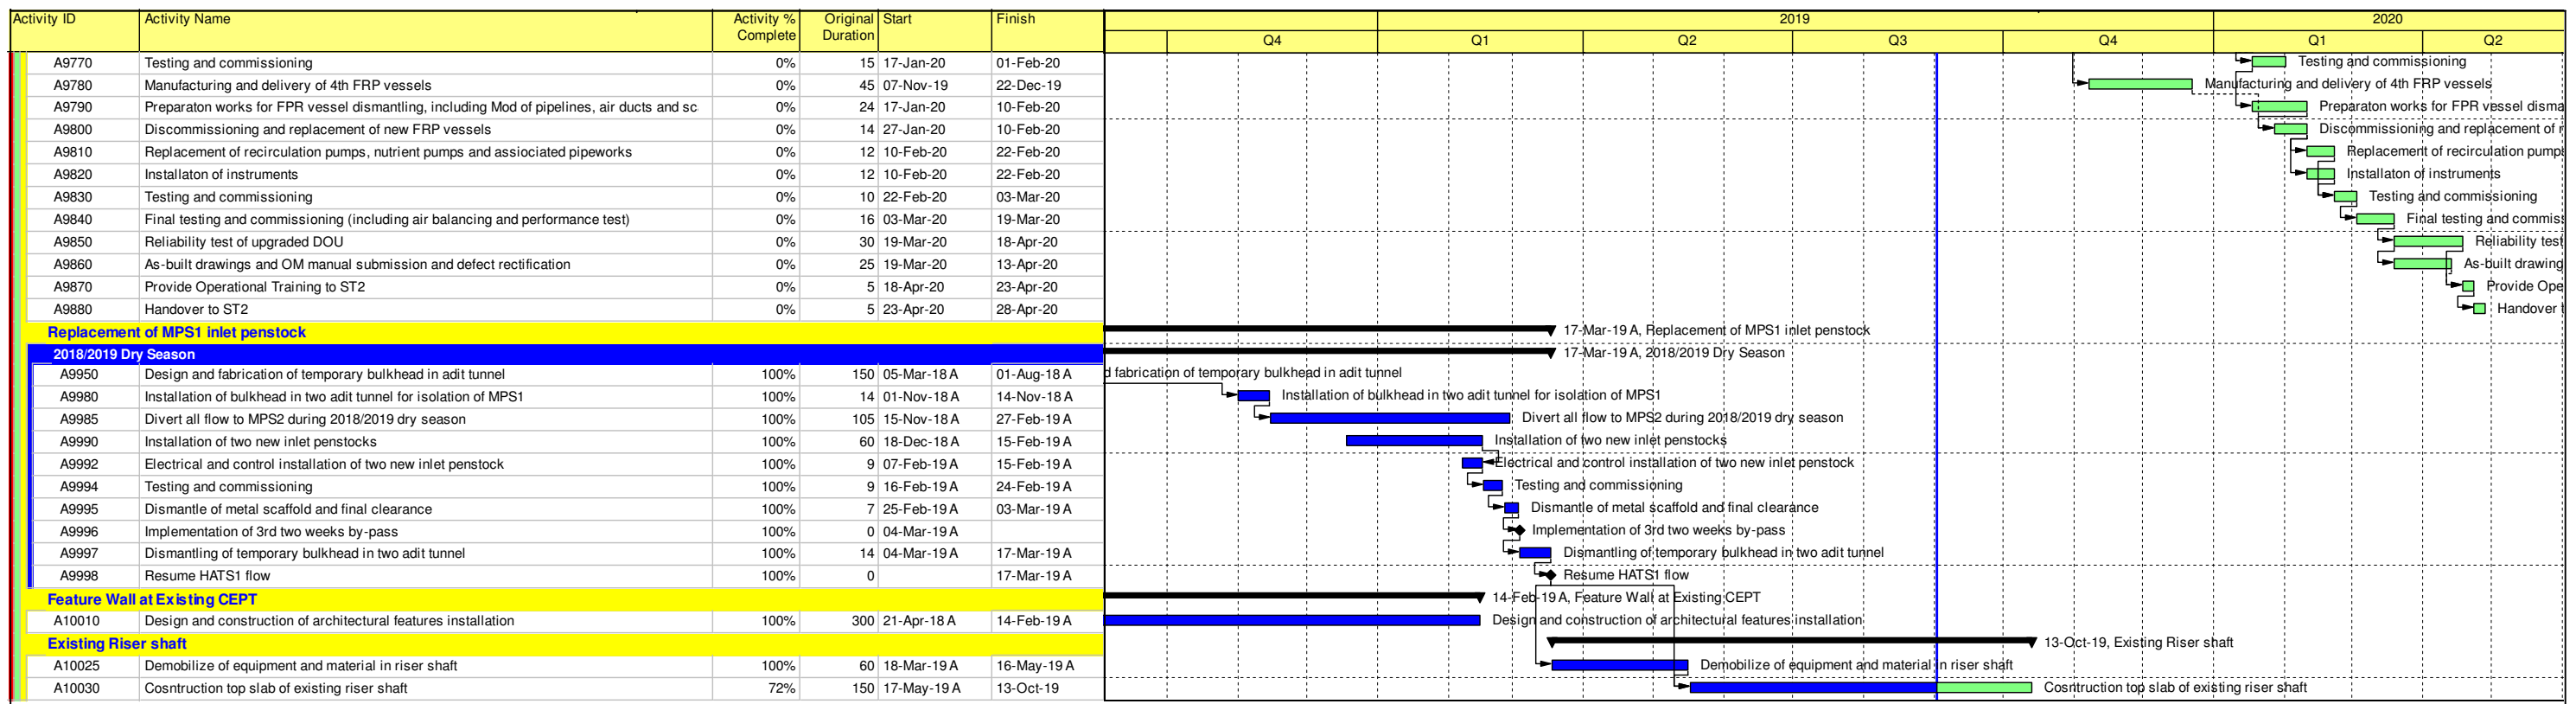 Activity ID Activity Name Activity % Complete Original Duration Start Finish 2019 2020
Q4 Q1 Q2 Q3 Q4 Q1 Q2
A9770 Testing and commissioning 0% 15 17-Jan-20 01-Feb-20 Testing and commissioning
A9780 Manufacturing and delivery of 4th FRP vessels 0% 45 07-Nov-19 22-Dec-19 Manufacturing and delivery of 4th FRP vessels
A9790 Preparaton works for FPR vessel dismantling, including Mod of pipelines, air ducts and sc 0% 24 17-Jan-20 10-Feb-20 Preparaton works for FPR vessel disma
A9800 Discommissioning and replacement of new FRP vessels 0% 14 27-Jan-20 10-Feb-20 Discommissioning and replacement of
A9810 Replacement of recirculation pumps, nutrient pumps and assiociated pipeworks 0% 12 10-Feb-20 22-Feb-20 Replacement of recirculation pumps
A9820 Installaton of instruments 0% 12 10-Feb-20 22-Feb-20 Installaton of instruments
A9830 Testing and commissioning 0% 10 22-Feb-20 03-Mar-20 Testing and commissioning
A9840 Final testing and commissioning (including air balancing and performance test) 0% 16 03-Mar-20 19-Mar-20 Final testing and commis
A9850 Reliability test of upgraded DOU 0% 30 19-Mar-20 18-Apr-20 Reliability test
A9860 As-built drawings and OM manual submission and defect rectification 0% 25 19-Mar-20 13-Apr-20 As-built drawing
A9870 Provide Operational Training to ST2 0% 5 18-Apr-20 23-Apr-20 Provide Ope
A9880 Handover to ST2 0% 5 23-Apr-20 28-Apr-20 Handover
Replacement of MPS1 inlet penstock 17-Mar-19 A, Replacement of MPS1 inlet penstock
2018/2019 Dry Season 17-Mar-19 A, 2018/2019 Dry Season
A9950 Design and fabrication of temporary bulkhead in adit tunnel 100% 150 05-Mar-18 A 01-Aug-18 A d fabrication of temporary bulkhead in adit tunnel
A9980 Installation of bulkhead in two adit tunnel for isolation of MPS1 100% 14 01-Nov-18 A 14-Nov-18 A Installation of bulkhead in two adit tunnel for isolation of MPS1
A9985 Divert all flow to MPS2 during 2018/2019 dry season 100% 105 15-Nov-18 A 27-Feb-19 A Divert all flow to MPS2 during 2018/2019 dry season
A9990 Installation of two new inlet penstocks 100% 60 18-Dec-18 A 15-Feb-19 A Installation of two new inlet penstocks
A9992 Electrical and control installation of two new inlet penstock 100% 9 07-Feb-19 A 15-Feb-19 A Electrical and control installation of two new inlet penstock
A9994 Testing and commissioning 100% 9 16-Feb-19 A 24-Feb-19 A Testing and commissioning
A9995 Dismantle of metal scaffold and final clearance 100% 7 25-Feb-19 A 03-Mar-19 A Dismantle of metal scaffold and final clearance
A9996 Implementation of 3rd two weeks by-pass 100% 0 04-Mar-19 A Implementation of 3rd two weeks by-pass
A9997 Dismantling of temporary bulkhead in two adit tunnel 100% 14 04-Mar-19 A 17-Mar-19 A Dismantling of temporary bulkhead in two adit tunnel
A9998 Resume HATS1 flow 100% 0 17-Mar-19 A Resume HATS1 flow
Feature Wall at Existing CEPT 14-Feb-19 A, Feature Wall at Existing CEPT
A10010 Design and construction of architectural features installation 100% 300 21-Apr-18 A 14-Feb-19 A Design and construction of architectural features installation
Existing Riser shaft 13-Oct-19, Existing Riser shaft
A10025 Demobilize of equipment and material in riser shaft 100% 60 18-Mar-19 A 16-May-19 A Demobilize of equipment and material in riser shaft
A10030 Cosntruction top slab of existing riser shaft 72% 150 17-May-19 A 13-Oct-19 Cosntruction top slab of existing riser shaft